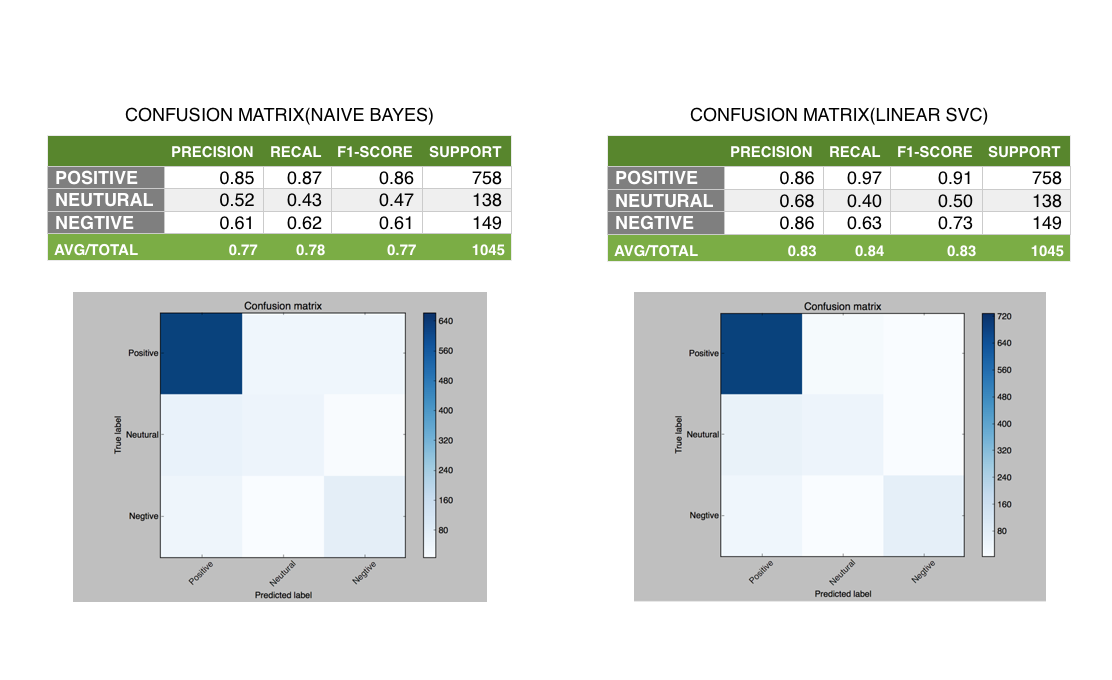 CONFUSION MATRIX(NAIVE BAYES)
PRECISION RECAL F1-SCORE SUPPORT
POSITIVE 0.85 0.87 0.86 758
NEUTURAL 0.52 0.43 0.47 138
NEGTIVE 0.61 0.62 0.61 149
AVG/TOTAL 0.77 0.78 0.77 1045
Confusion matrix
Positive
Neutural
Negtive
True label
Positive Neutural Negtive
Predicted label
640
560
480
400
320
240
160
80
CONFUSION MATRIX(LINEAR SVC)
PRECISION RECAL F1-SCORE SUPPORT
POSITIVE 0.86 0.97 0.91 758
NEUTURAL 0.68 0.40 0.50 138
NEGTIVE 0.86 0.63 0.73 149
AVG/TOTAL 0.83 0.84 0.83 1045
Confusion matrix
Positive
Neutural
Negtive
True label
Positive Neutural Negtive
Predicted label
720
640
560
480
400
320
240
160
80